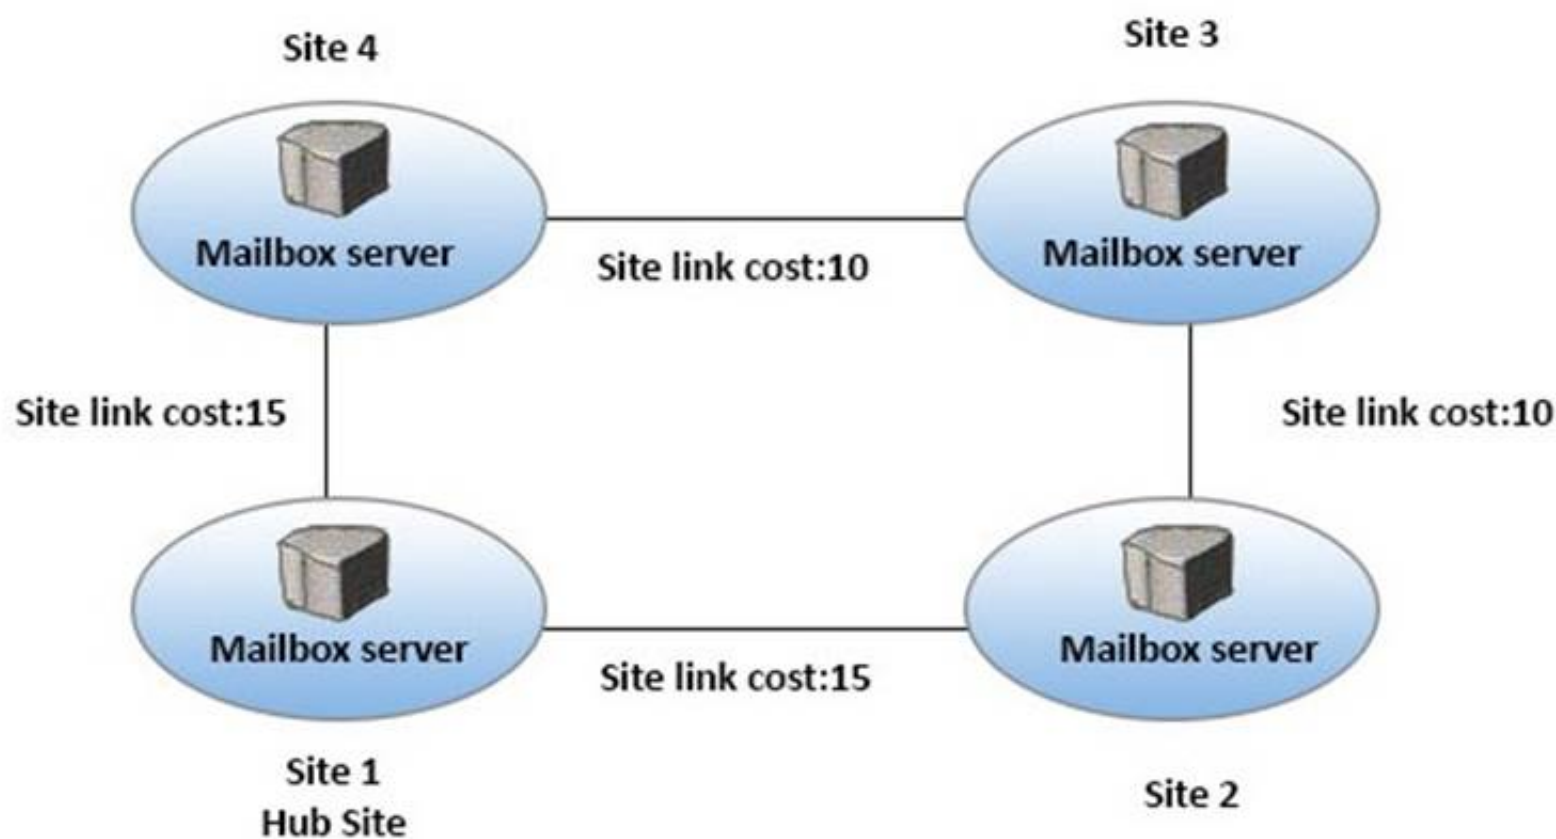 Site 4
Site 3
Mailbox server
Mailbox server
Site link cost:10
Site link cost:15
Site link cost:10
Mailbox server
Mailbox server
Site link cost:15
Site 1
Hub Site
Site 2